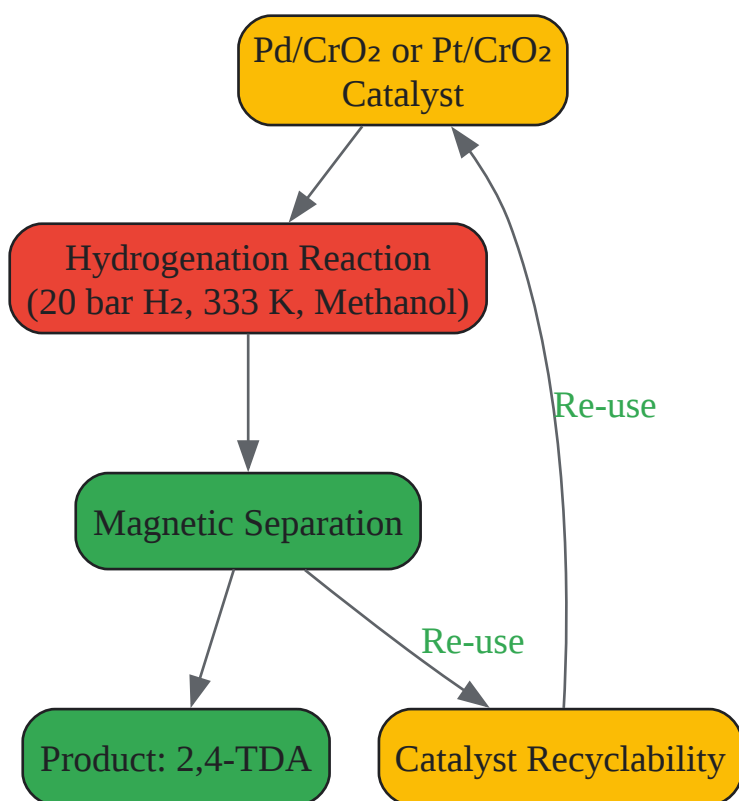 Pd/CrO₂ or Pt/CrO₂
Catalyst
Hydrogenation Reaction
(20 bar H₂, 333 K, Methanol)
Re-use
Magnetic Separation
Re-use
Product: 2,4-TDA
Catalyst Recyclability